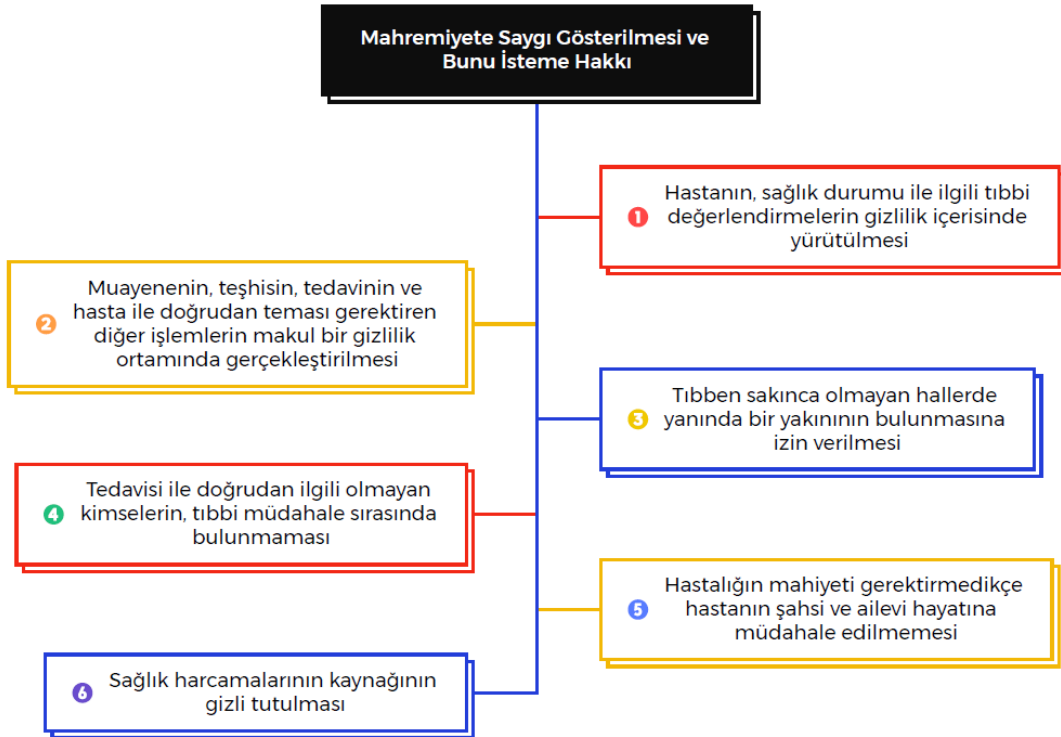 Mahremiyete Saygı Gösterilmesi ve
Bunu İsteme Hakkı
1 Hastanın, sağlık durumu ile ilgili tıbbi
değerlendirmelerin gizlilik içerisinde
yürütülmesi
2 Muayenenin, teşhisin, tedavinin ve
hasta ile doğrudan teması gerektiren
diğer işlemlerin makul bir gizlilik
ortamında gerçekleştirilmesi
3 Tıbben sakınca olmayan hallerde
yanında bir yakınının bulunmasına
izin verilmesi
4 Tedavisi ile doğrudan ilgili olmayan
kimselerin, tıbbi müdahale sırasında
bulunmaması
5 Hastalığın mahiyeti gerektirmedikçe
hastanın şahsi ve ailevi hayatına
müdahale edilmemesi
6 Sağlık harcamalarının kaynağının
gizli tutulması